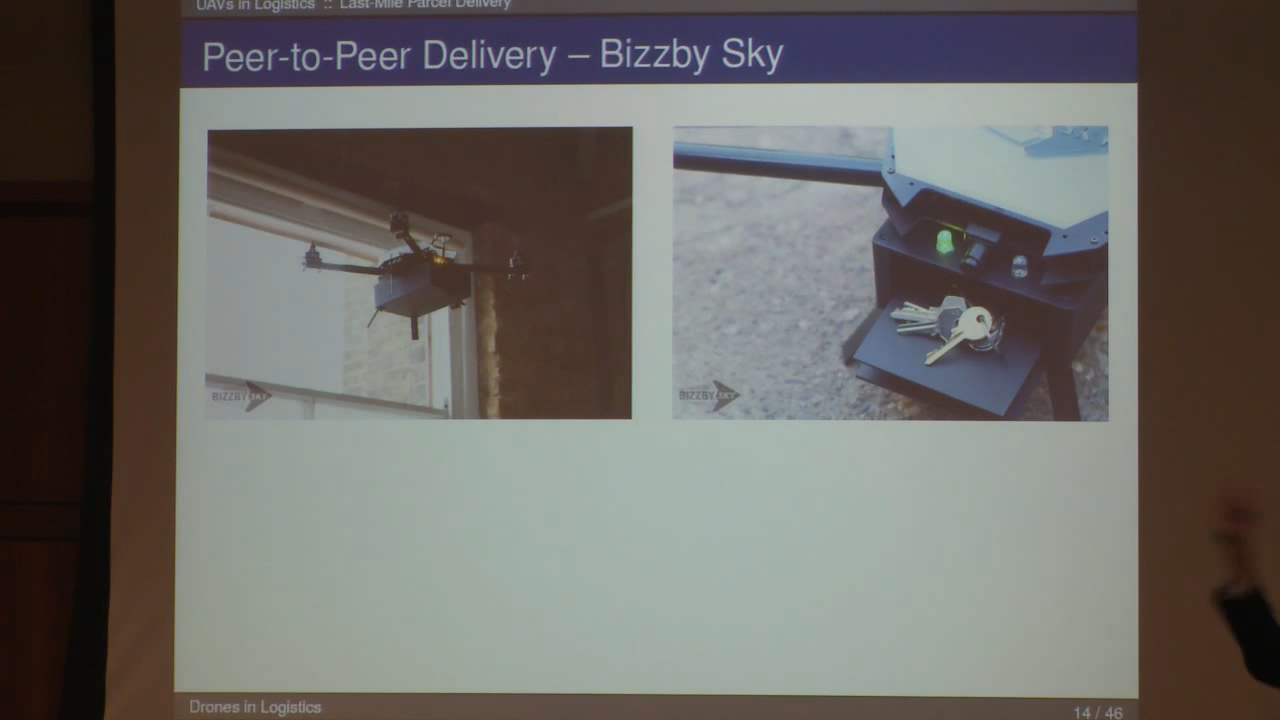 UAVs in Logistics :: Last-Mile Parcel Delivery
Peer-to-Peer Delivery – Bizzby Sky
BIZZBY SKY
BIZZBY SKY
Drones in Logistics
14 / 46